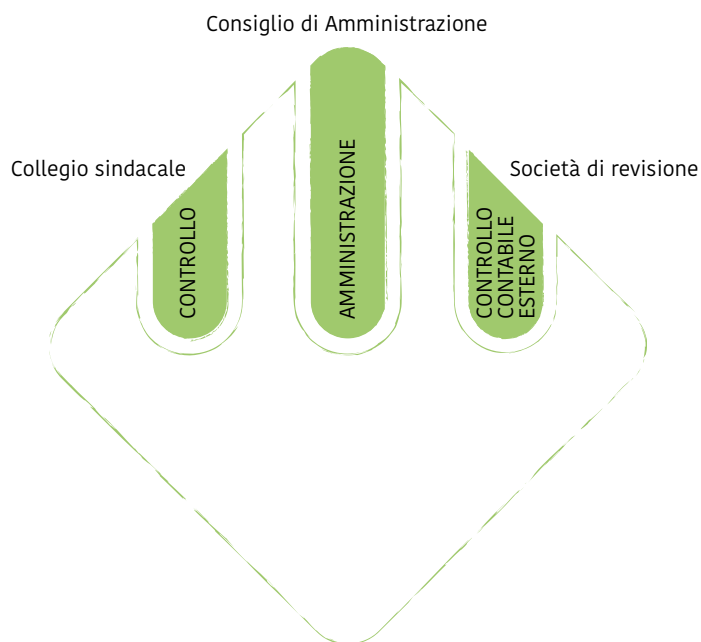 Consiglio di Amministrazione
Collegio sindacale
Società di revisione
CONTROLLO
AMMINISTRAZIONE
CONTROLLO
CONTABILE
ESTERNO